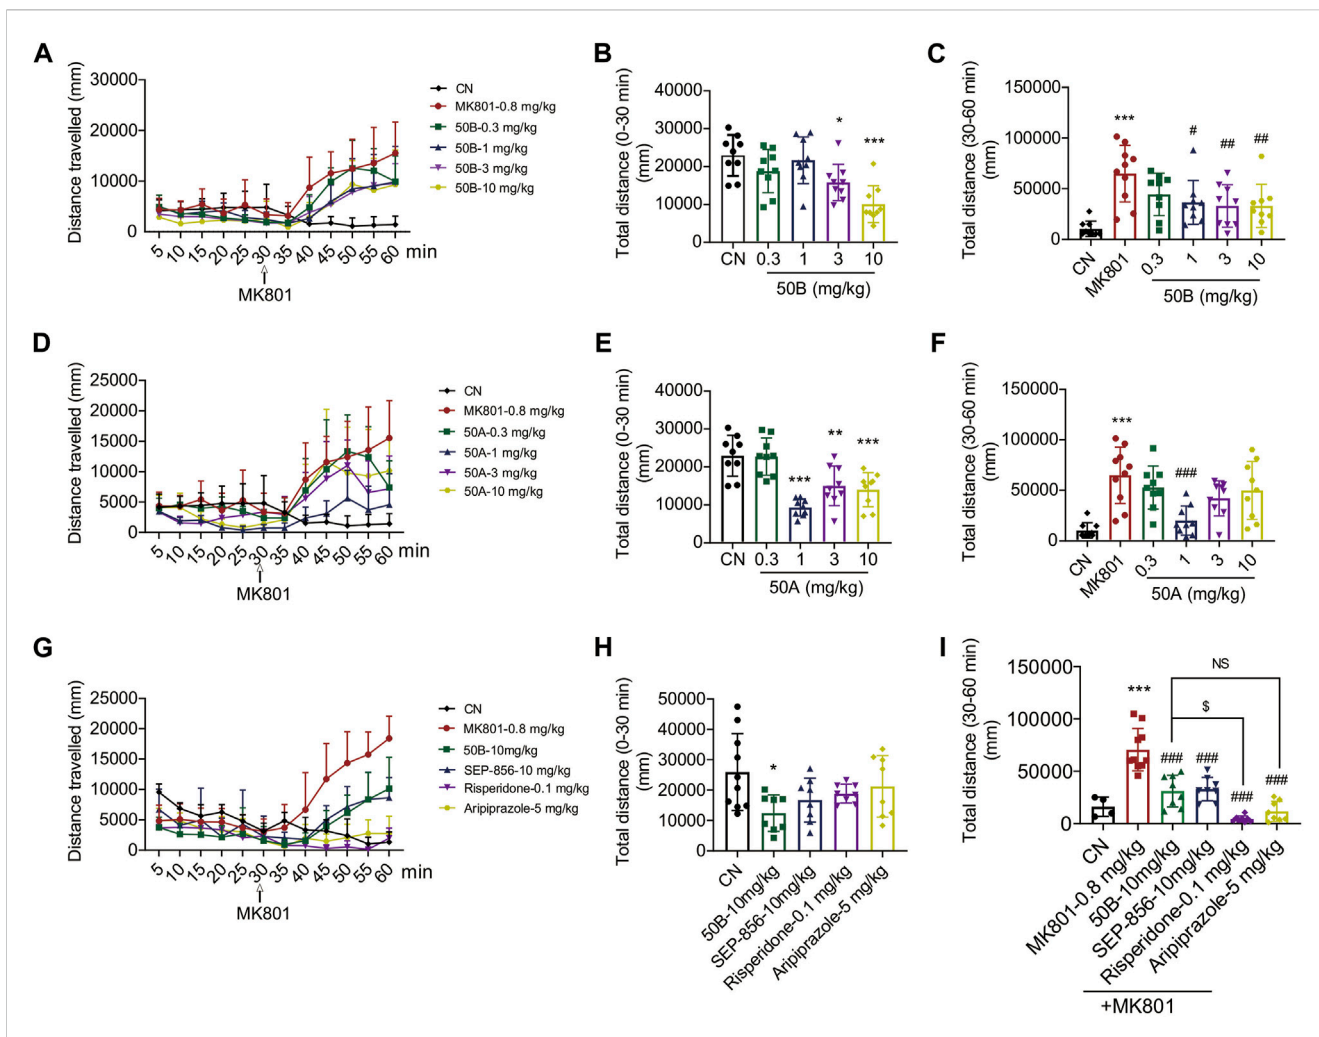 A
Distance travelled (mm)
30000
20000
10000
0
5
10
15
20
25
30
35
40
45
50
55
60
min
MK801
CN
MK801-0.8 mg/kg
50B-0.3 mg/kg
50B-1 mg/kg
50B-3 mg/kg
50B-10 mg/kg
B
Total distance (0-30 min)
(mm)
40000
30000
20000
10000
0
*
***
CN
0.3
1
3
10
50B (mg/kg)
C
Total distance (30-60 min)
(mm)
150000
100000
50000
0
***
#
##
##
CN
MK801
0.3
1
3
10
50B (mg/kg)
D
Distance travelled (mm)
25000
20000
15000
10000
5000
0
5
10
15
20
25
30
35
40
45
50
55
60
min
MK801
CN
MK801-0.8 mg/kg
50A-0.3 mg/kg
50A-1 mg/kg
50A-3 mg/kg
50A-10 mg/kg
E
Total distance (0-30 min)
(mm)
40000
30000
20000
10000
0
***
**
***
CN
0.3
1
3
10
50A (mg/kg)
F
Total distance (30-60 min)
(mm)
150000
100000
50000
0
***
###
CN
MK801
0.3
1
3
10
50A (mg/kg)
G
Distance travelled (mm)
25000
20000
15000
10000
5000
0
5
10
15
20
25
30
35
40
45
50
55
60
min
MK801
CN
MK801-0.8 mg/kg
50B-10mg/kg
SEP-856-10 mg/kg
Risperidone-0.1 mg/kg
Aripiprazole-5 mg/kg
H
Total distance (0-30 min)
(mm)
50000
40000
30000
20000
10000
0
*
CN
50B-10mg/kg
SEP-856-10mg/kg
Risperidone-0.1 mg/kg
Aripiprazole-5 mg/kg
I
Total distance (30-60 min)
(mm)
150000
100000
50000
0
***
###
###
###
###
NS
$
CN
MK801-0.8 mg/kg
50B-10mg/kg
SEP-856-10mg/kg
Risperidone-0.1 mg/kg
Aripiprazole-5 mg/kg
+MK801